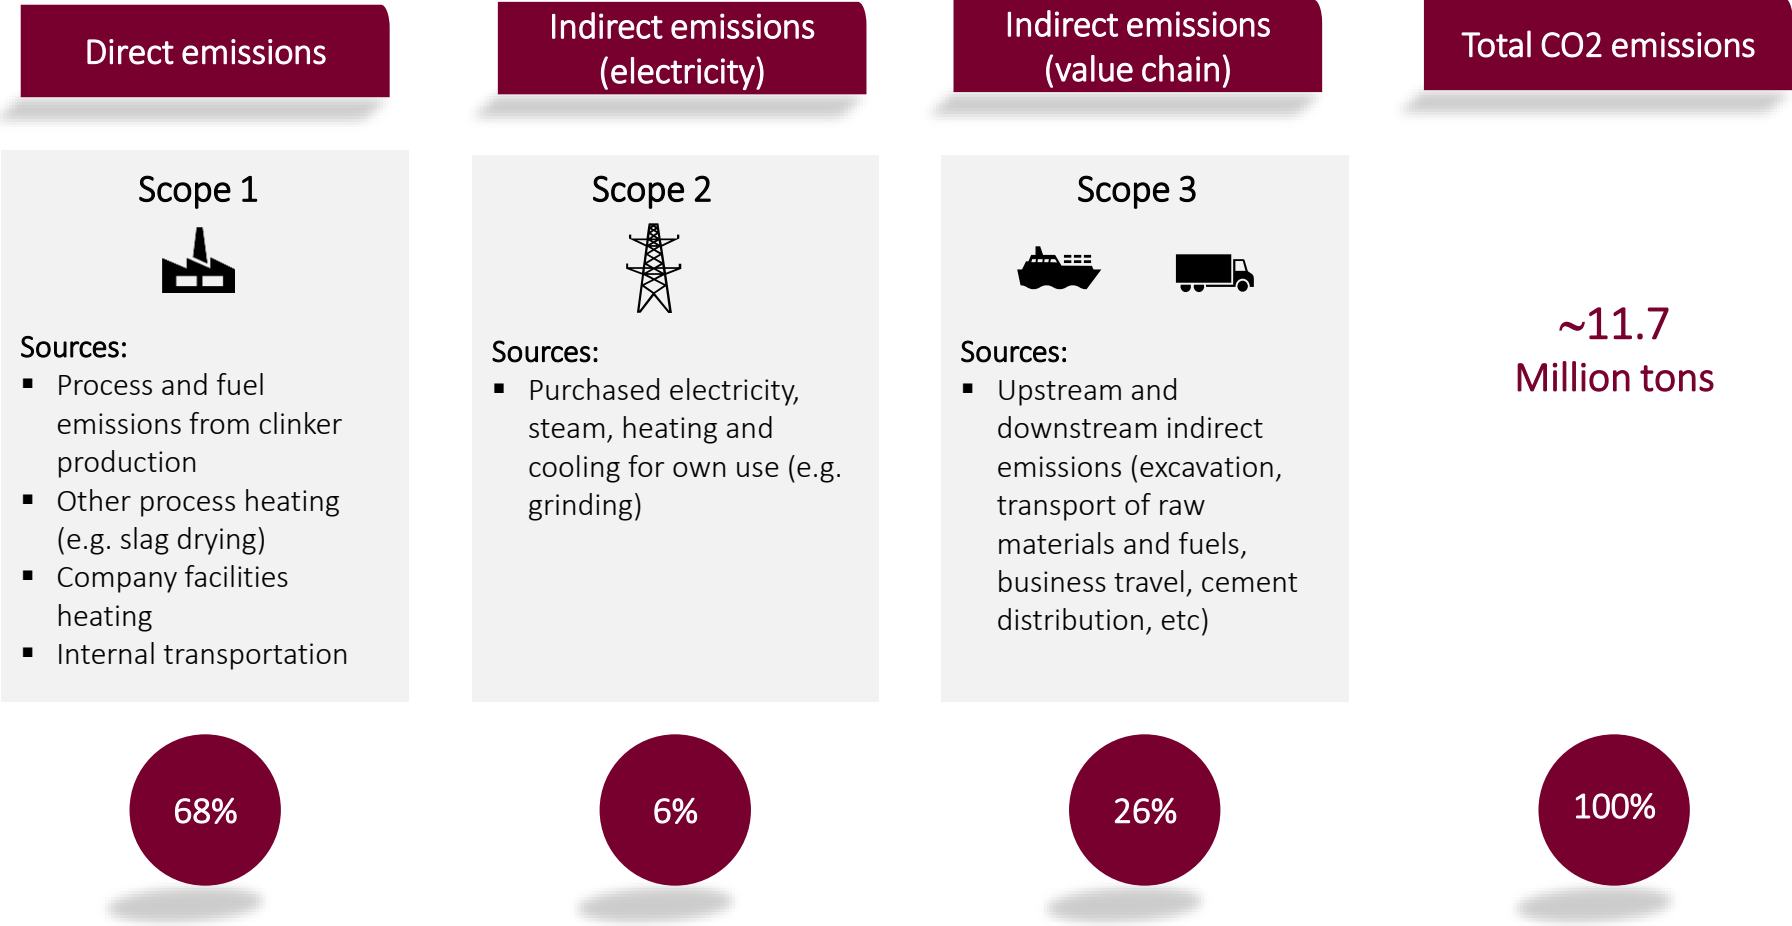 Direct emissions
Indirect emissions
(electricity)
Indirect emissions
(value chain)
Total CO2 emissions
Scope 1
Sources:
▪ Process and fuel
emissions from clinker
production
▪ Other process heating
(e.g. slag drying)
▪ Company facilities
heating
▪ Internal transportation
68%
Scope 2
Sources:
▪ Purchased electricity,
steam, heating and
cooling for own use (e.g.
grinding)
6%
Scope 3
Sources:
▪ Upstream and
downstream indirect
emissions (excavation,
transport of raw
materials and fuels,
business travel, cement
distribution, etc)
26%
~11.7
Million tons
100%